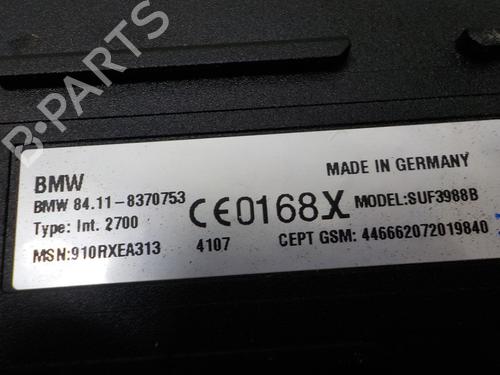 B-PARTS
BMW
MADE IN GERMANY
BMW 84.11-8370753
CE0168X
MODEL:SUF3988B
Type: Int. 2700
MSN:910RXEA313
4107
CEPT GSM: 446662072019840